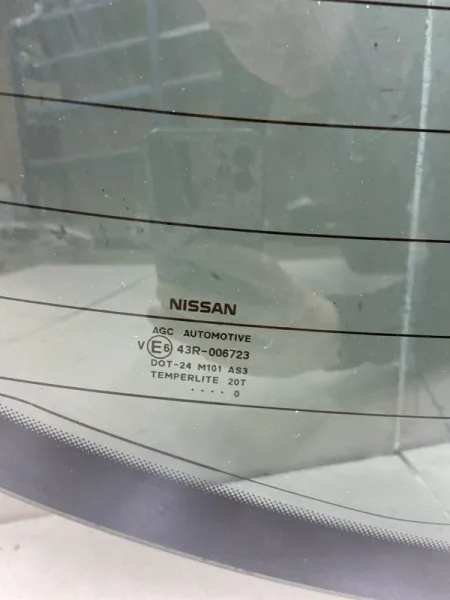 NISSAN
AGC AUTOMOTIVE
V E6 43R-006723
DOT-24 M101 AS3
TEMPERLITE 20T
.... 0